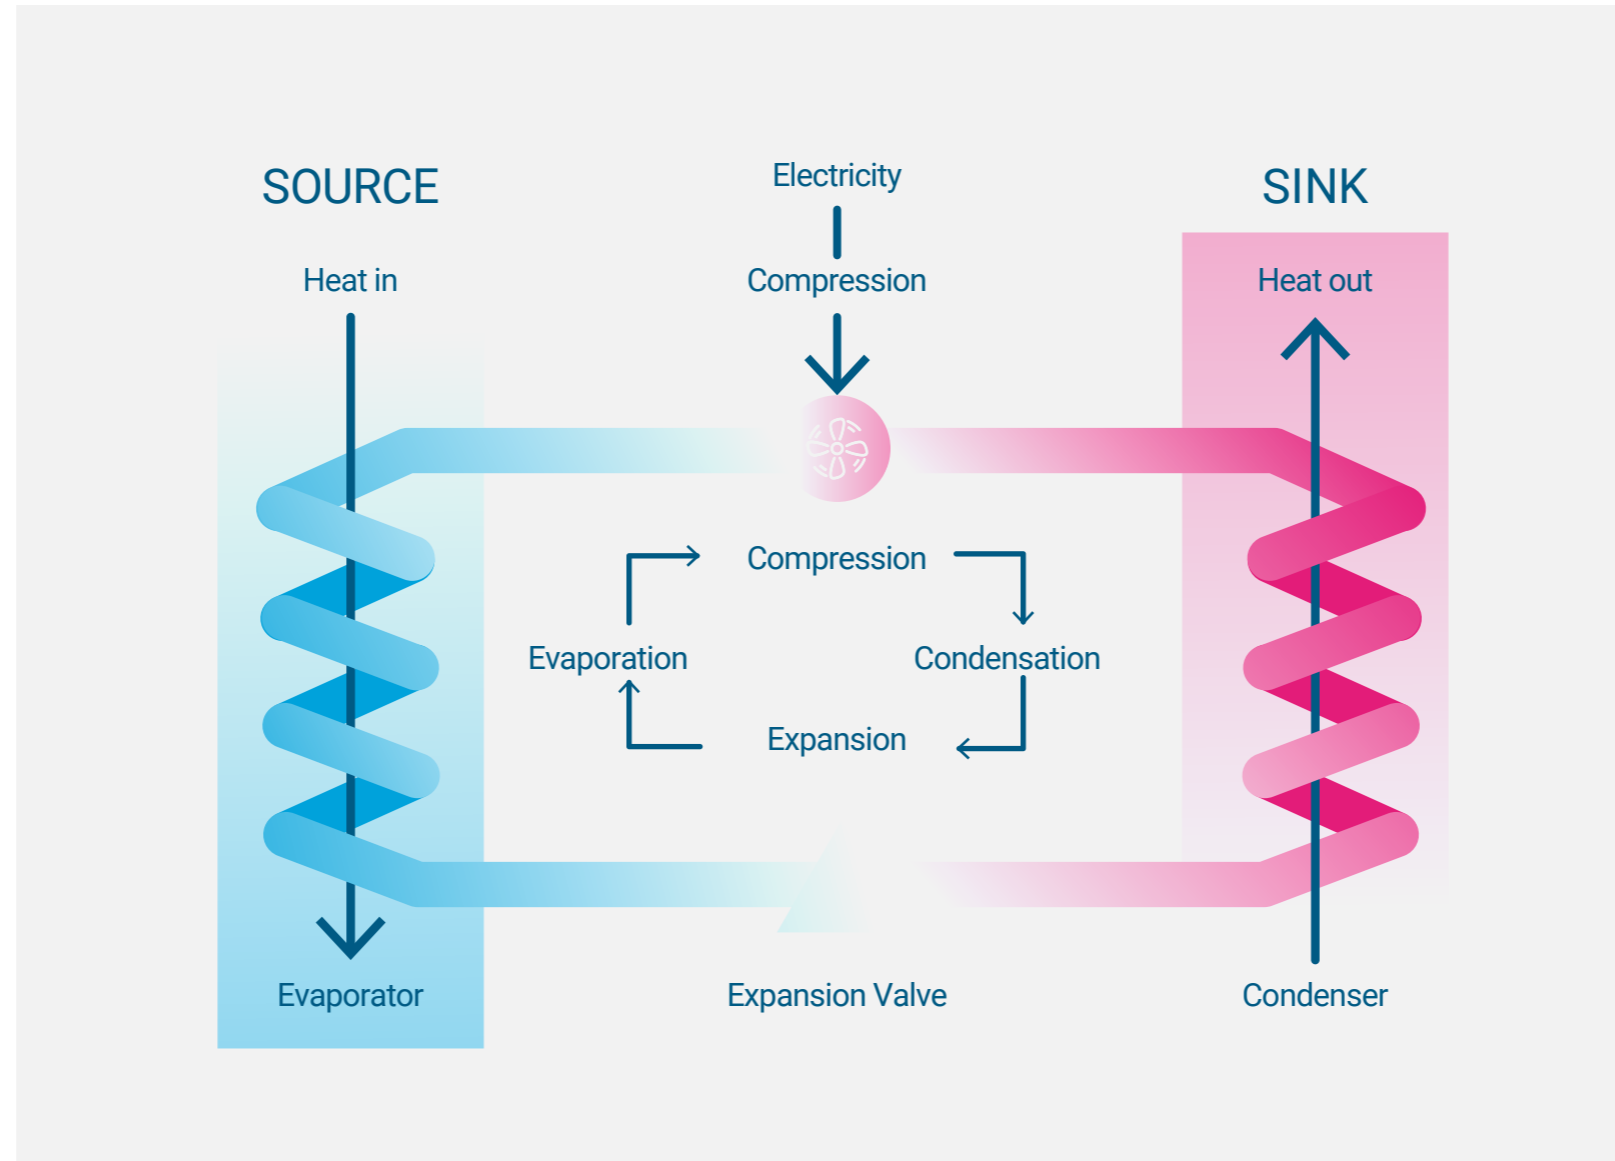 SOURCE
Electricity
SINK
Heat in
Compression
Heat out
Compression
Evaporation
Condensation
Expansion
Evaporator
Expansion Valve
Condenser